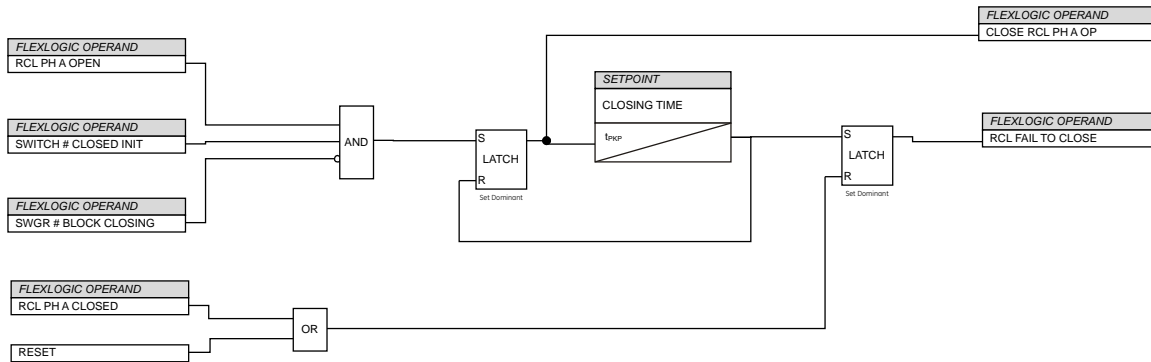 FLEXLOGIC OPERAND
RCL PH A OPEN
FLEXLOGIC OPERAND
SWITCH # CLOSED INIT
FLEXLOGIC OPERAND
SWGR # BLOCK CLOSING
FLEXLOGIC OPERAND
RCL PH A CLOSED
RESET
AND
OR
S
LATCH
R
Set Dominant
SETPOINT
CLOSING TIME
tPKP
S
LATCH
R
Set Dominant
FLEXLOGIC OPERAND
CLOSE RCL PH A OP
FLEXLOGIC OPERAND
RCL FAIL TO CLOSE